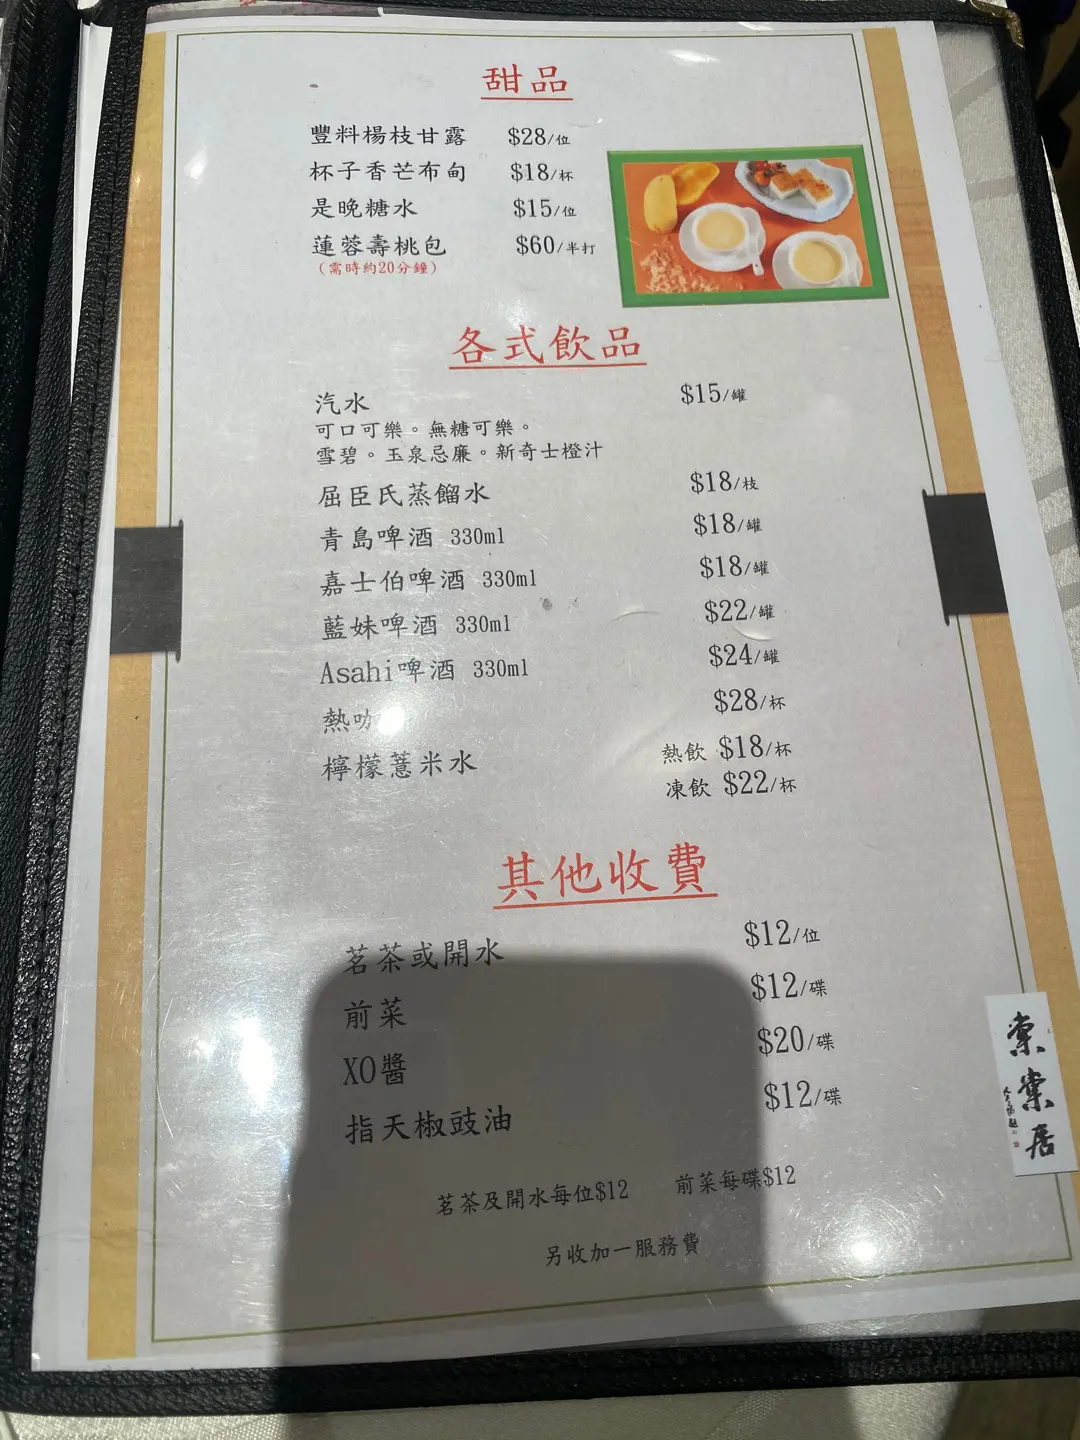 甜品
豐料楊枝甘露 $28/位
杯子香芒布甸 $18/杯
是晚糖水 $15/位
蓮蓉壽桃包 $60/半打
(需時約20分鐘)
各式飲品
汽水 $15/罐
可口可樂。無糖可樂。
雪碧。玉泉忌廉。新奇士橙汁
屈臣氏蒸餾水 $18/枝
青島啤酒 330ml $18/罐
嘉士伯啤酒 330ml $18/罐
藍妹啤酒 330ml $22/罐
Asahi啤酒 330ml $24/罐
熱咖 $28/杯
檸檬薏米水 熱飲 $18/杯
凍飲 $22/杯
其他收費
茗茶或開水 $12/位
前菜 $12/碟
XO醬 $20/碟
指天椒豉油 $12/碟
茗茶及開水每位$12 前菜每碟$12
另收加一服務費